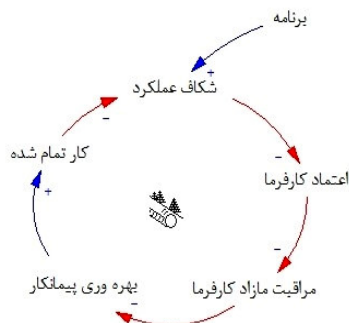 برنامه
+
شکاف عملکرد
-
-
کار تمام شده
اعتماد کارفرما
+
-
بهره وری پیمانکار
مراقبت مازاد کارفرما
-